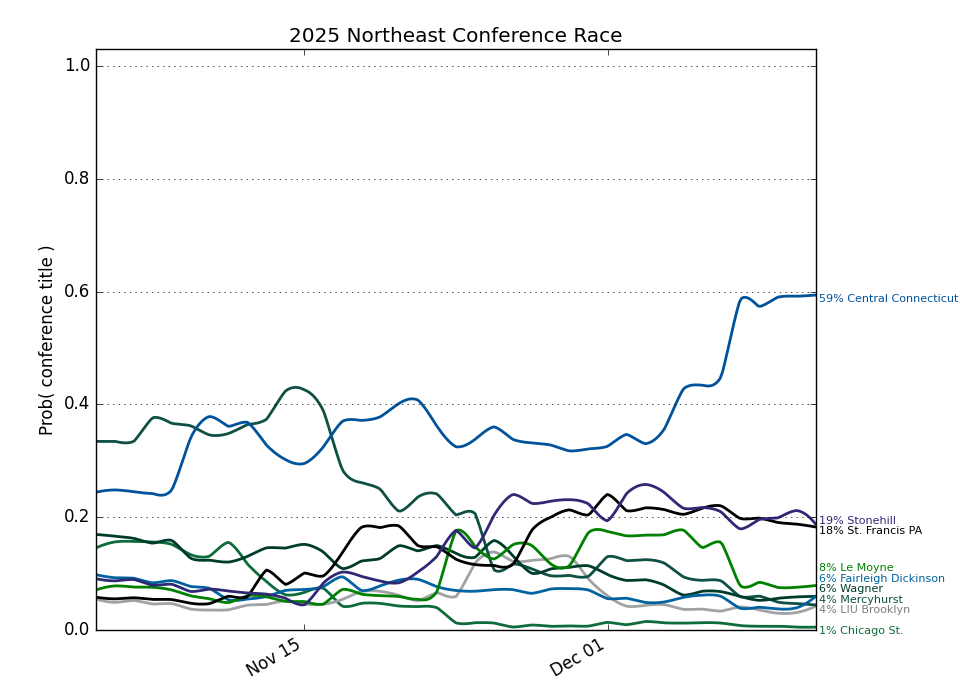 2025 Northeast Conference Race
Prob( conference title )
1.0
0.8
0.6
0.4
0.2
0.0
Nov 15
Dec 01
59% Central Connecticut
19% Stonehill
18% St. Francis PA
8% Le Moyne
6% Fairleigh Dickinson
6% Wagner
4% Mercyhurst
4% LIU Brooklyn
1% Chicago St.